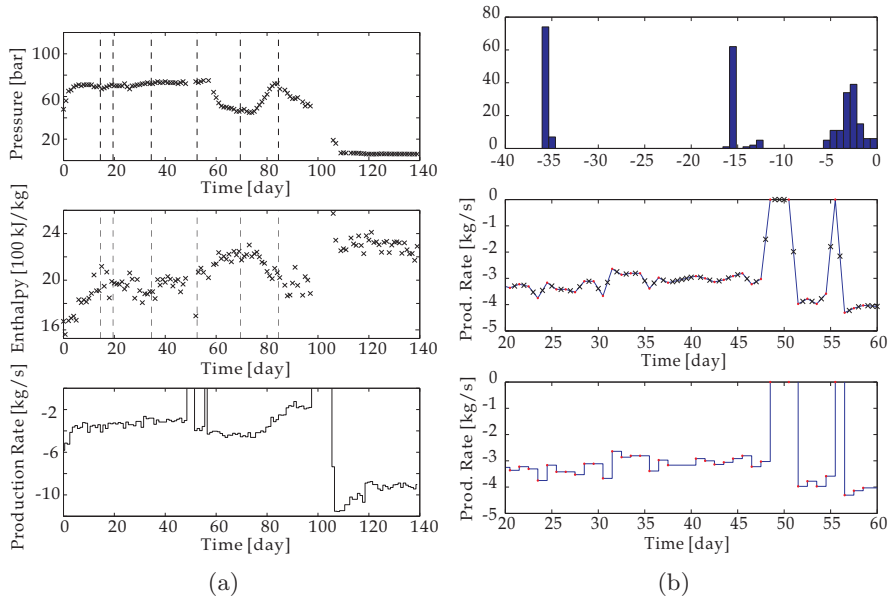 Pressure [bar]
100
60
20
0 20 40 60 80 100 120 140
Time [day]
Enthalpy [100 kJ/kg]
24
20
16
0 20 40 60 80 100 120 140
Time [day]
Production Rate [kg/s]
-2
-6
-10
0 20 40 60 80 100 120 140
Time [day]
(a)
80
60
40
20
0
-40 -35 -30 -25 -20 -15 -10 -5 0
Prod. Rate [kg/s]
0
-1
-2
-3
-4
-5
20 25 30 35 40 45 50 55 60
Time [day]
Prod. Rate [kg/s]
0
-1
-2
-3
-4
-5
20 25 30 35 40 45 50 55 60
Time [day]
(b)